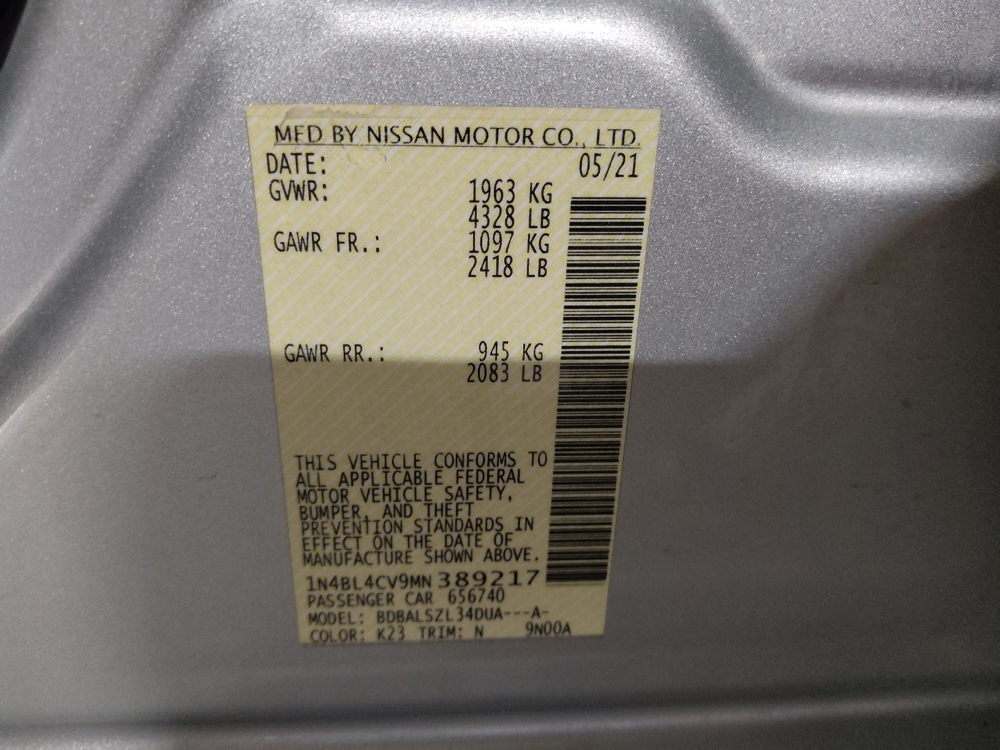 MFD BY NISSAN MOTOR CO., LTD.
DATE: 05/21
GVWR: 1963 KG
4328 LB
GAWR FR.: 1097 KG
2418 LB
GAWR RR.: 945 KG
2083 LB
THIS VEHICLE CONFORMS TO
ALL APPLICABLE FEDERAL
MOTOR VEHICLE SAFETY,
BUMPER, AND THEFT
PREVENTION STANDARDS IN
EFFECT ON THE DATE OF
MANUFACTURE SHOWN ABOVE.
1N4BL4CV9MN389217
PASSENGER CAR 656740
MODEL: BDBALSZL34DUA---A-
COLOR: K23 TRIM: N 9N00A